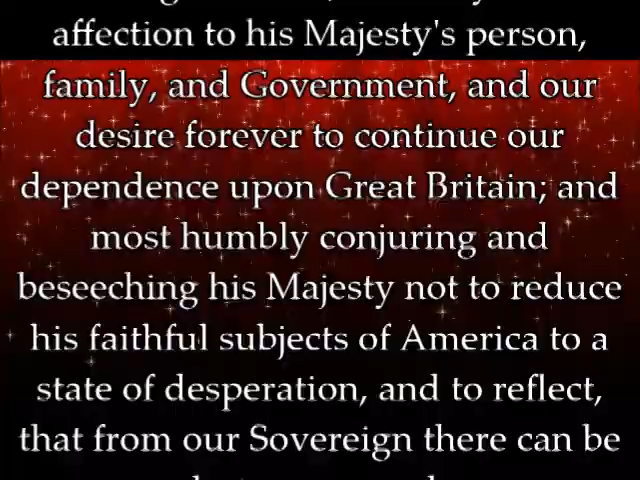 affection to his Majesty's person,
family, and Government, and our
desire forever to continue our
dependence upon Great Britain; and
most humbly conjuring and
beseeching his Majesty not to reduce
his faithful subjects of America to a
state of desperation, and to reflect,
that from our Sovereign there can be